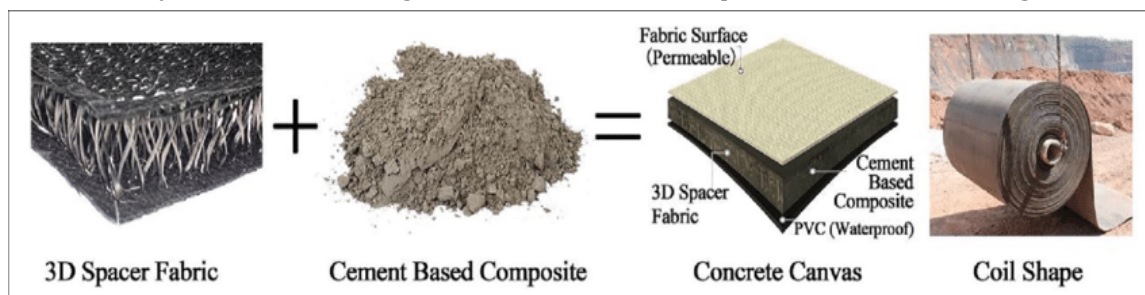 Fabric Surface
(Permeable)
3D Spacer
Fabric
Cement
Based
Composite
PVC (Waterproof)
3D Spacer Fabric
Cement Based Composite
Concrete Canvas
Coil Shape